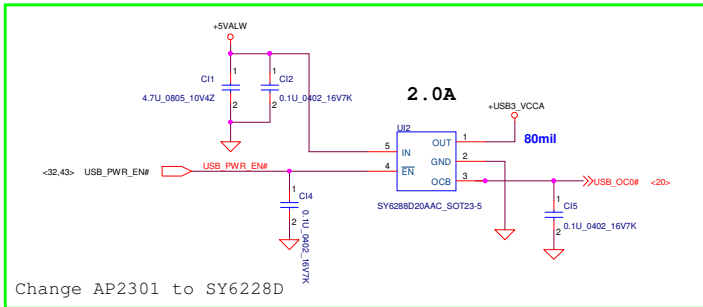 +5VALW
CI1
1
2
4.7U_0805_10V4Z
CI2
1
2
0.1U_0402_16V7K
2.0A
+USB3_VCCA
UI2
5 IN
OUT 1
80mil
GND 2
<32,43> USB_PWR_EN#
USB_PWR_EN#
4 EN
OCB 3
USB_OC0# <20>
SY6288D20AAC_SOT23-5
1
CI4
2
0.1U_0402_16V7K
1
CI5
2
0.1U_0402_16V7K
Change AP2301 to SY6228D